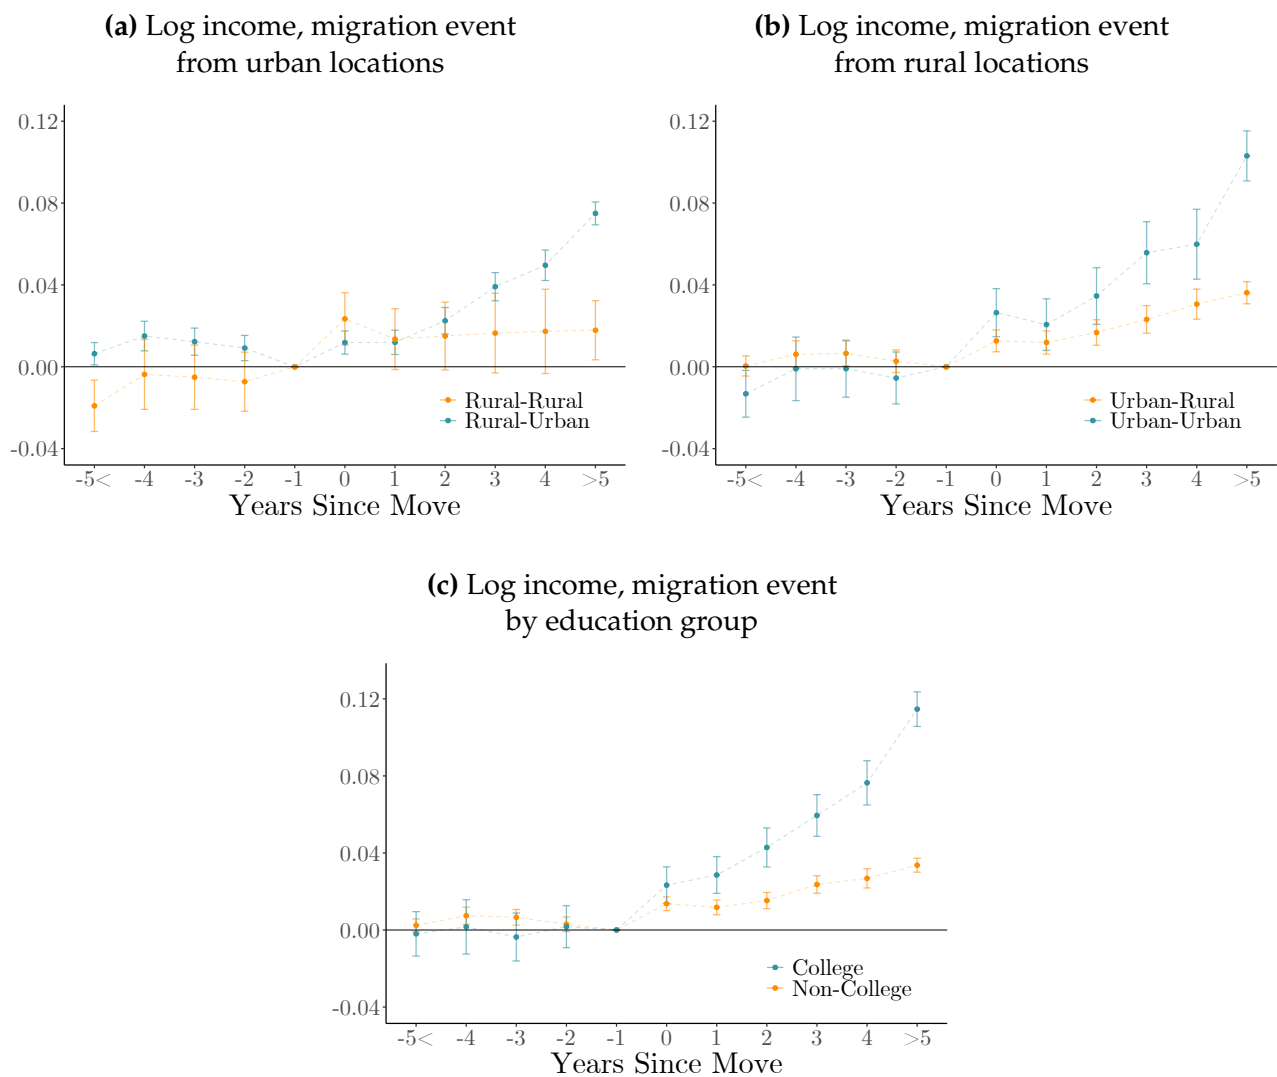 (a) Log income, migration event
from urban locations
0.12
0.08
0.04
0.00
-0.04
Rural-Rural
Rural-Urban
-5< -4 -3 -2 -1 0 1 2 3 4 >5
Years Since Move
(b) Log income, migration event
from rural locations
0.12
0.08
0.04
0.00
-0.04
Urban-Rural
Urban-Urban
-5< -4 -3 -2 -1 0 1 2 3 4 >5
Years Since Move
(c) Log income, migration event
by education group
0.12
0.08
0.04
0.00
-0.04
College
Non-College
-5< -4 -3 -2 -1 0 1 2 3 4 >5
Years Since Move